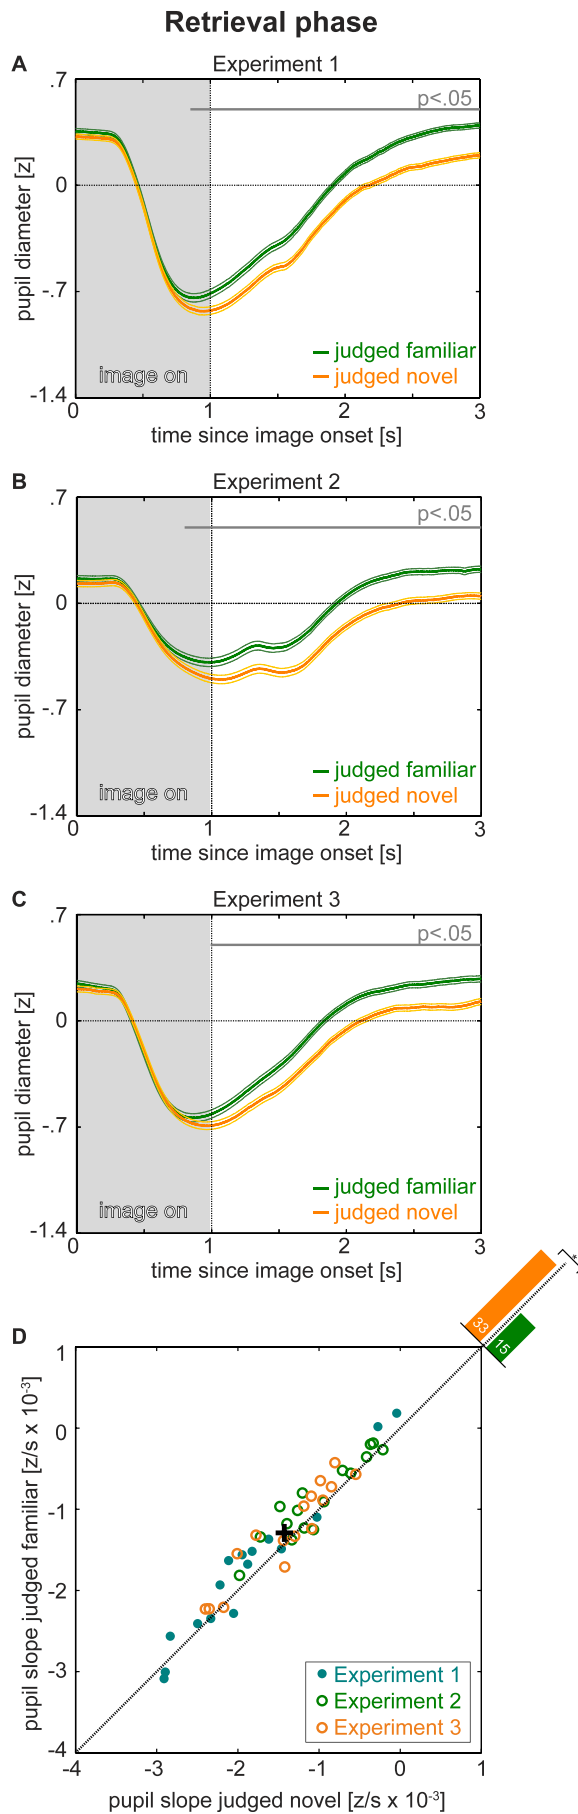 Retrieval phase
A
Experiment 1
.7
p<.05
0
-.7
-1.4
pupil diameter [z]
judged familiar
judged novel
image on
0 1 2 3
time since image onset [s]
B
Experiment 2
.7
p<.05
0
-.7
-1.4
pupil diameter [z]
judged familiar
judged novel
image on
0 1 2 3
time since image onset [s]
C
Experiment 3
.7
p<.05
0
-.7
-1.4
pupil diameter [z]
judged familiar
judged novel
image on
0 1 2 3
time since image onset [s]
D
33
15
*
1
0
-1
-2
-3
-4
pupil slope judged familiar [z/s x 10-3]
Experiment 1
Experiment 2
Experiment 3
-4 -3 -2 -1 0 1
pupil slope judged novel [z/s x 10-3]